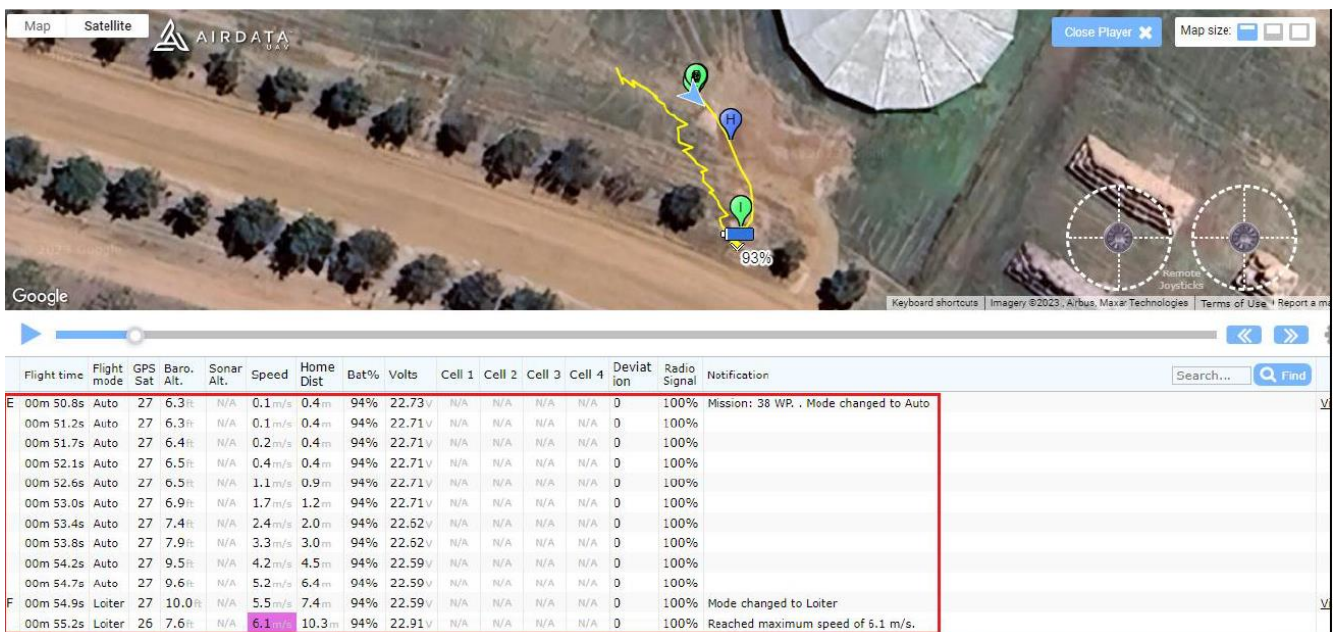 Map Satellite AIRDATA UAV Close Player Map size:
H
I
93%
Remote
Joysticks
Google Keyboard shortcuts Imagery ©2023 , Airbus, Maxar Technologies Terms of Use Report a
Flight time Flight mode GPS Sat Baro. Alt. Sonar Alt. Speed Home Dist Bat% Volts Cell 1 Cell 2 Cell 3 Cell 4 Deviation Radio Signal Notification Search... Find
E 00m 50.8s Auto 27 6.3ft N/A 0.1m/s 0.4m 94% 22.73V N/A N/A N/A N/A 0 100% Mission: 38 WP. . Mode changed to Auto
00m 51.2s Auto 27 6.3ft N/A 0.1m/s 0.4m 94% 22.71V N/A N/A N/A N/A 0 100%
00m 51.7s Auto 27 6.4ft N/A 0.2m/s 0.4m 94% 22.71V N/A N/A N/A N/A 0 100%
00m 52.1s Auto 27 6.5ft N/A 0.4m/s 0.4m 94% 22.71V N/A N/A N/A N/A 0 100%
00m 52.6s Auto 27 6.5ft N/A 1.1m/s 0.9m 94% 22.71V N/A N/A N/A N/A 0 100%
00m 53.0s Auto 27 6.9ft N/A 1.7m/s 1.2m 94% 22.71V N/A N/A N/A N/A 0 100%
00m 53.4s Auto 27 7.4ft N/A 2.4m/s 2.0m 94% 22.62V N/A N/A N/A N/A 0 100%
00m 53.8s Auto 27 7.9ft N/A 3.3m/s 3.0m 94% 22.62V N/A N/A N/A N/A 0 100%
00m 54.2s Auto 27 9.5ft N/A 4.2m/s 4.5m 94% 22.59V N/A N/A N/A N/A 0 100%
00m 54.7s Auto 27 9.6ft N/A 5.2m/s 6.4m 94% 22.59V N/A N/A N/A N/A 0 100%
F 00m 54.9s Loiter 27 10.0ft N/A 5.5m/s 7.4m 94% 22.59V N/A N/A N/A N/A 0 100% Mode changed to Loiter
00m 55.2s Loiter 26 7.6ft N/A 6.1m/s 10.3m 94% 22.91V N/A N/A N/A N/A 0 100% Reached maximum speed of 6.1 m/s.